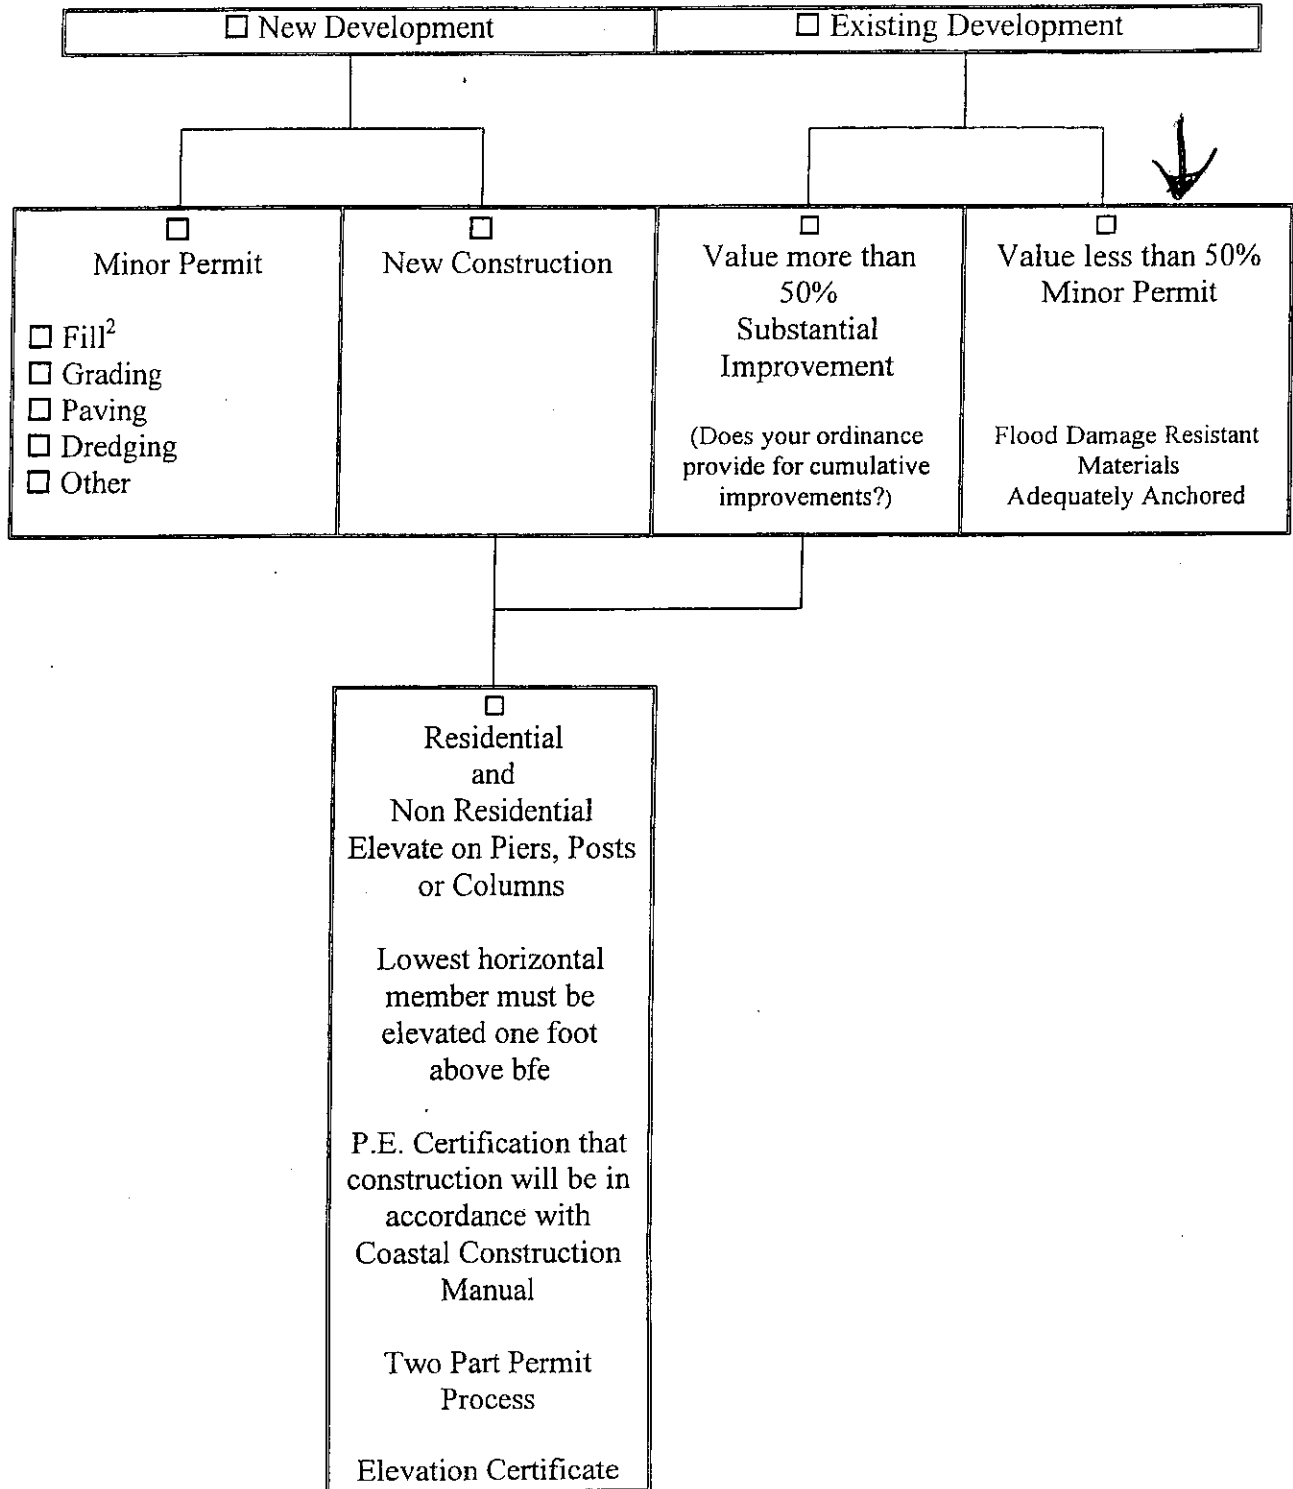 ☐ New Development
☐ Existing Development
☐
Minor Permit
☐ Fill²
☐ Grading
☐ Paving
☐ Dredging
☐ Other
☐
New Construction
☐
Value more than
50%
Substantial
Improvement
(Does your ordinance
provide for cumulative
improvements?)
☐
Value less than 50%
Minor Permit
Flood Damage Resistant
Materials
Adequately Anchored
☐
Residential
and
Non Residential
Elevate on Piers, Posts
or Columns
Lowest horizontal
member must be
elevated one foot
above bfe
P.E. Certification that
construction will be in
accordance with
Coastal Construction
Manual
Two Part Permit
Process
Elevation Certificate